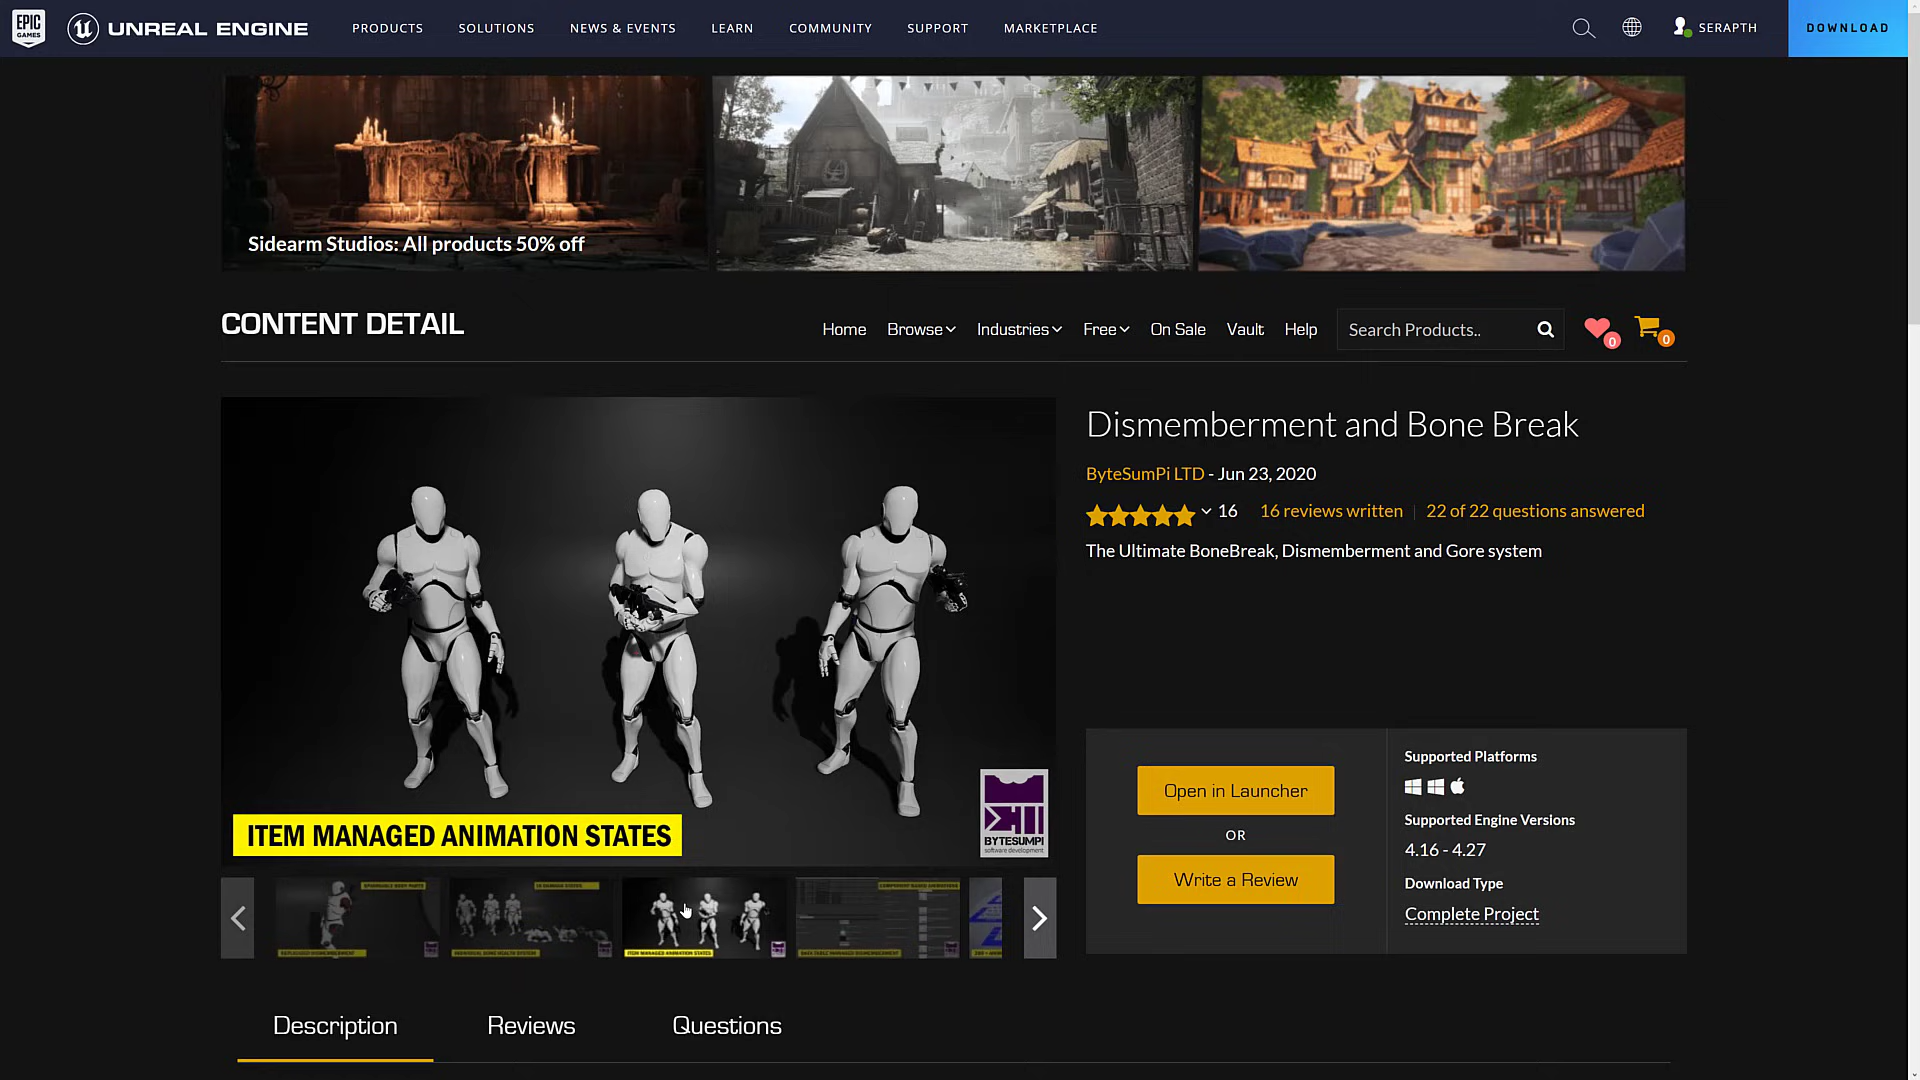 EPIC GAMES
UNREAL ENGINE
PRODUCTS
SOLUTIONS
NEWS & EVENTS
LEARN
COMMUNITY
SUPPORT
MARKETPLACE
SERAPTH
DOWNLOAD
Sidearm Studios: All products 50% off
CONTENT DETAIL
Home
Browse
Industries
Free
On Sale
Vault
Help
Search Products..
0
0
Dismemberment and Bone Break
ByteSumPi LTD - Jun 23, 2020
16
16 reviews written
22 of 22 questions answered
The Ultimate BoneBreak, Dismemberment and Gore system
ITEM MANAGED ANIMATION STATES
BYTESUMPI
software development
Open in Launcher
OR
Write a Review
Supported Platforms
Supported Engine Versions
4.16 - 4.27
Download Type
Complete Project
ITEM MANAGED ANIMATION STATES
Description
Reviews
Questions